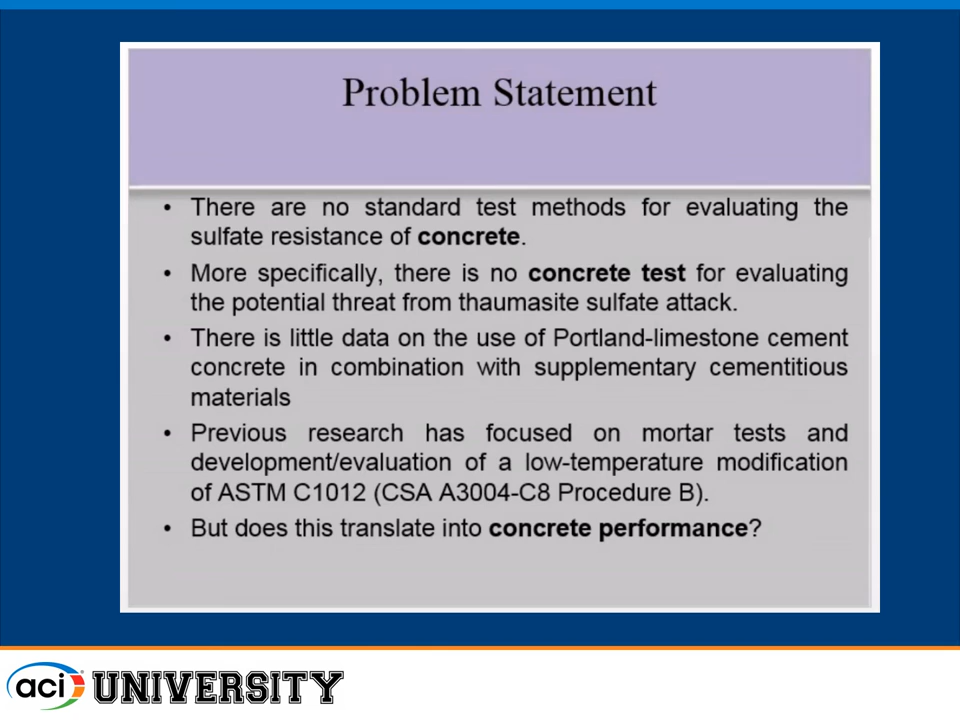 Problem Statement
• There are no standard test methods for evaluating the
sulfate resistance of concrete.
• More specifically, there is no concrete test for evaluating
the potential threat from thaumasite sulfate attack.
• There is little data on the use of Portland-limestone cement
concrete in combination with supplementary cementitious
materials
• Previous research has focused on mortar tests and
development/evaluation of a low-temperature modification
of ASTM C1012 (CSA A3004-C8 Procedure B).
• But does this translate into concrete performance?
aci UNIVERSITY